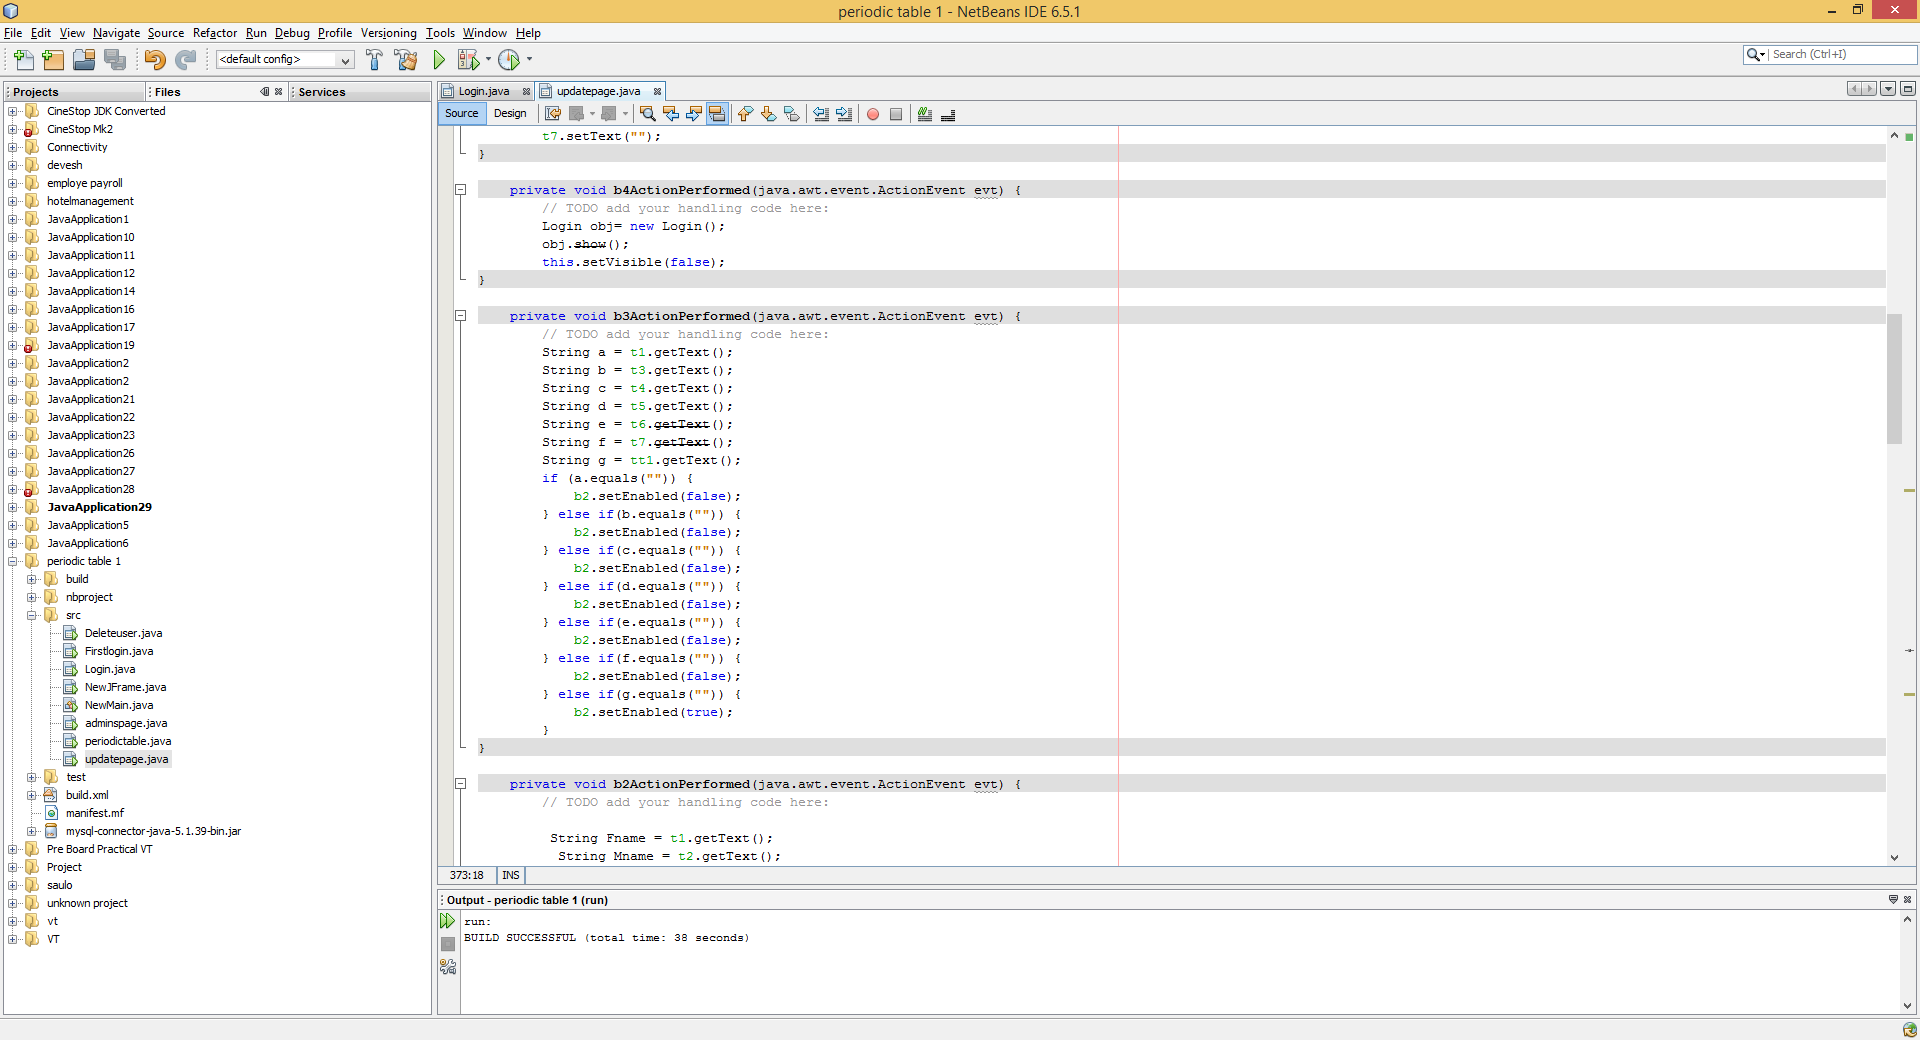 periodic table 1 - NetBeans IDE 6.5.1
File Edit View Navigate Source Refactor Run Debug Profile Versioning Tools Window Help
<default config>
Search (Ctrl+I)
Projects
Files
Services
CineStop JDK Converted
CineStop Mk2
Connectivity
devesh
employe payroll
hotelmanagement
JavaApplication1
JavaApplication10
JavaApplication11
JavaApplication12
JavaApplication14
JavaApplication16
JavaApplication17
JavaApplication19
JavaApplication2
JavaApplication2
JavaApplication21
JavaApplication22
JavaApplication23
JavaApplication26
JavaApplication27
JavaApplication28
JavaApplication29
JavaApplication5
JavaApplication6
periodic table 1
build
nbproject
src
Deleteuser.java
Firstlogin.java
Login.java
NewJFrame.java
NewMain.java
adminspage.java
periodictable.java
updatepage.java
test
build.xml
manifest.mf
mysql-connector-java-5.1.39-bin.jar
Pre Board Practical VT
Project
saulo
unknown project
vt
VT
Login.java
updatepage.java
Source
Design
t7.setText("");
}
private void b4ActionPerformed(java.awt.event.ActionEvent evt) {
// TODO add your handling code here:
Login obj= new Login();
obj.show();
this.setVisible(false);
}
private void b3ActionPerformed(java.awt.event.ActionEvent evt) {
// TODO add your handling code here:
String a = t1.getText();
String b = t3.getText();
String c = t4.getText();
String d = t5.getText();
String e = t6.getText();
String f = t7.getText();
String g = tt1.getText();
if (a.equals("")) {
b2.setEnabled(false);
} else if(b.equals("")) {
b2.setEnabled(false);
} else if(c.equals("")) {
b2.setEnabled(false);
} else if(d.equals("")) {
b2.setEnabled(false);
} else if(e.equals("")) {
b2.setEnabled(false);
} else if(f.equals("")) {
b2.setEnabled(false);
} else if(g.equals("")) {
b2.setEnabled(true);
}
}
private void b2ActionPerformed(java.awt.event.ActionEvent evt) {
// TODO add your handling code here:
String Fname = t1.getText();
String Mname = t2.getText();
373:18
INS
Output - periodic table 1 (run)
run:
BUILD SUCCESSFUL (total time: 38 seconds)